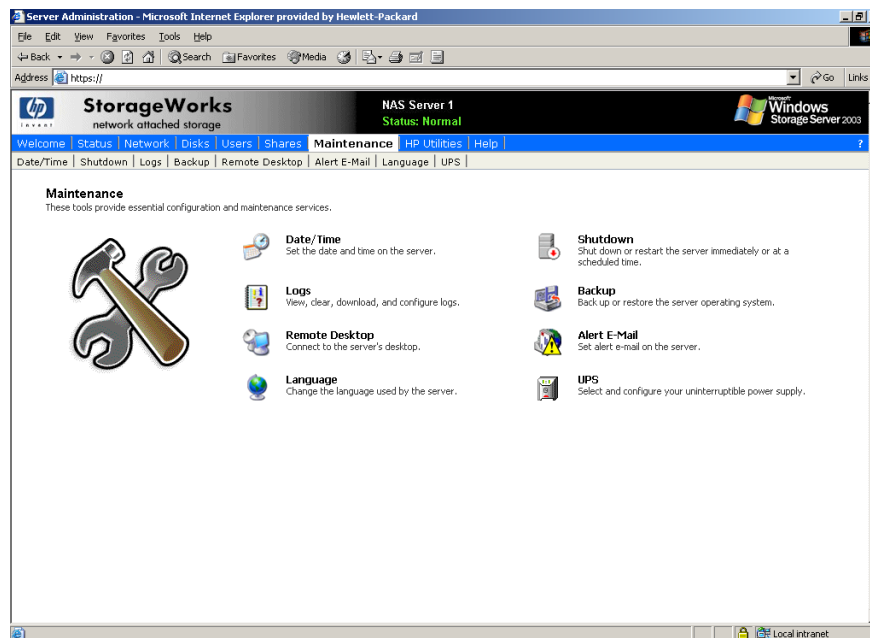 Server Administration - Microsoft Internet Explorer provided by Hewlett-Packard
File Edit View Favorites Tools Help
Back Search Favorites Media
Address https:// Go Links
hp invent StorageWorks network attached storage
NAS Server 1
Status: Normal
Microsoft Windows Storage Server 2003
Welcome Status Network Disks Users Shares Maintenance HP Utilities Help ?
Date/Time Shutdown Logs Backup Remote Desktop Alert E-Mail Language UPS
Maintenance
These tools provide essential configuration and maintenance services.
Date/Time
Set the date and time on the server.
Shutdown
Shut down or restart the server immediately or at a
scheduled time.
Logs
View, clear, download, and configure logs.
Backup
Back up or restore the server operating system.
Remote Desktop
Connect to the server's desktop.
Alert E-Mail
Set alert e-mail on the server.
Language
Change the language used by the server.
UPS
Select and configure your uninterruptible power supply.
Local intranet